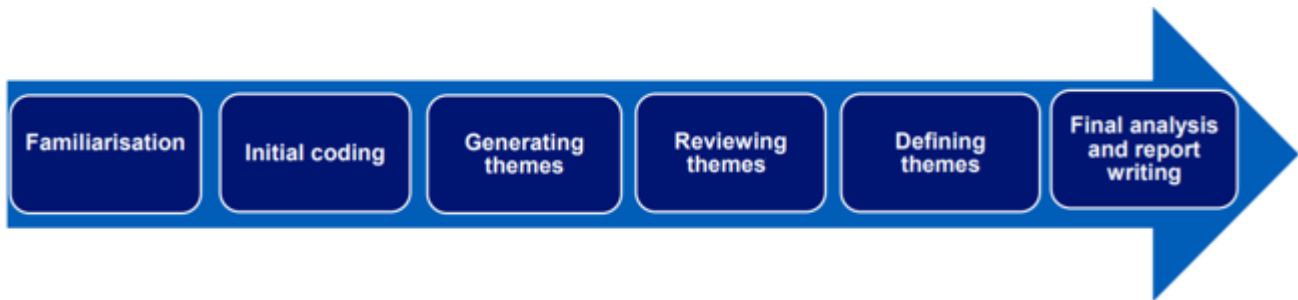 Familiarisation
Initial coding
Generating
themes
Reviewing
themes
Defining
themes
Final analysis
and report
writing